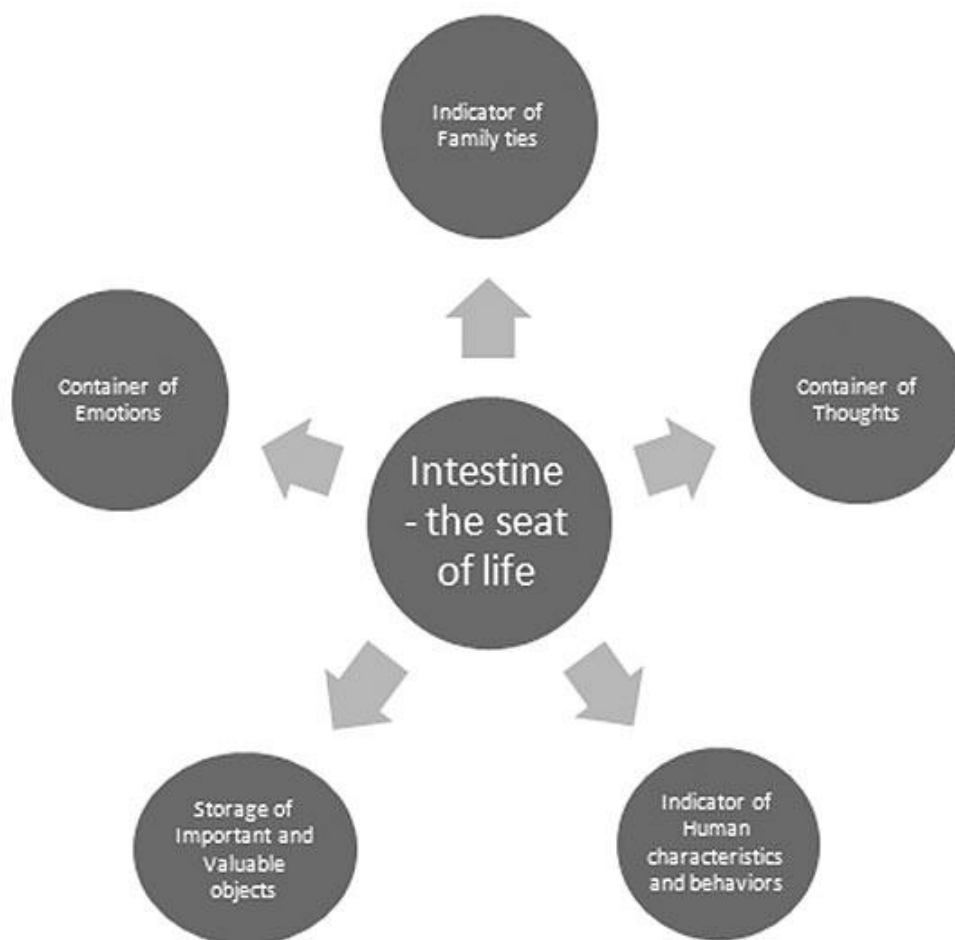 Indicator of
Family ties
Container of
Emotions
Container of
Thoughts
Intestine
- the seat
of life
Storage of
Important and
Valuable
objects
Indicator of
Human
characteristics
and behaviors